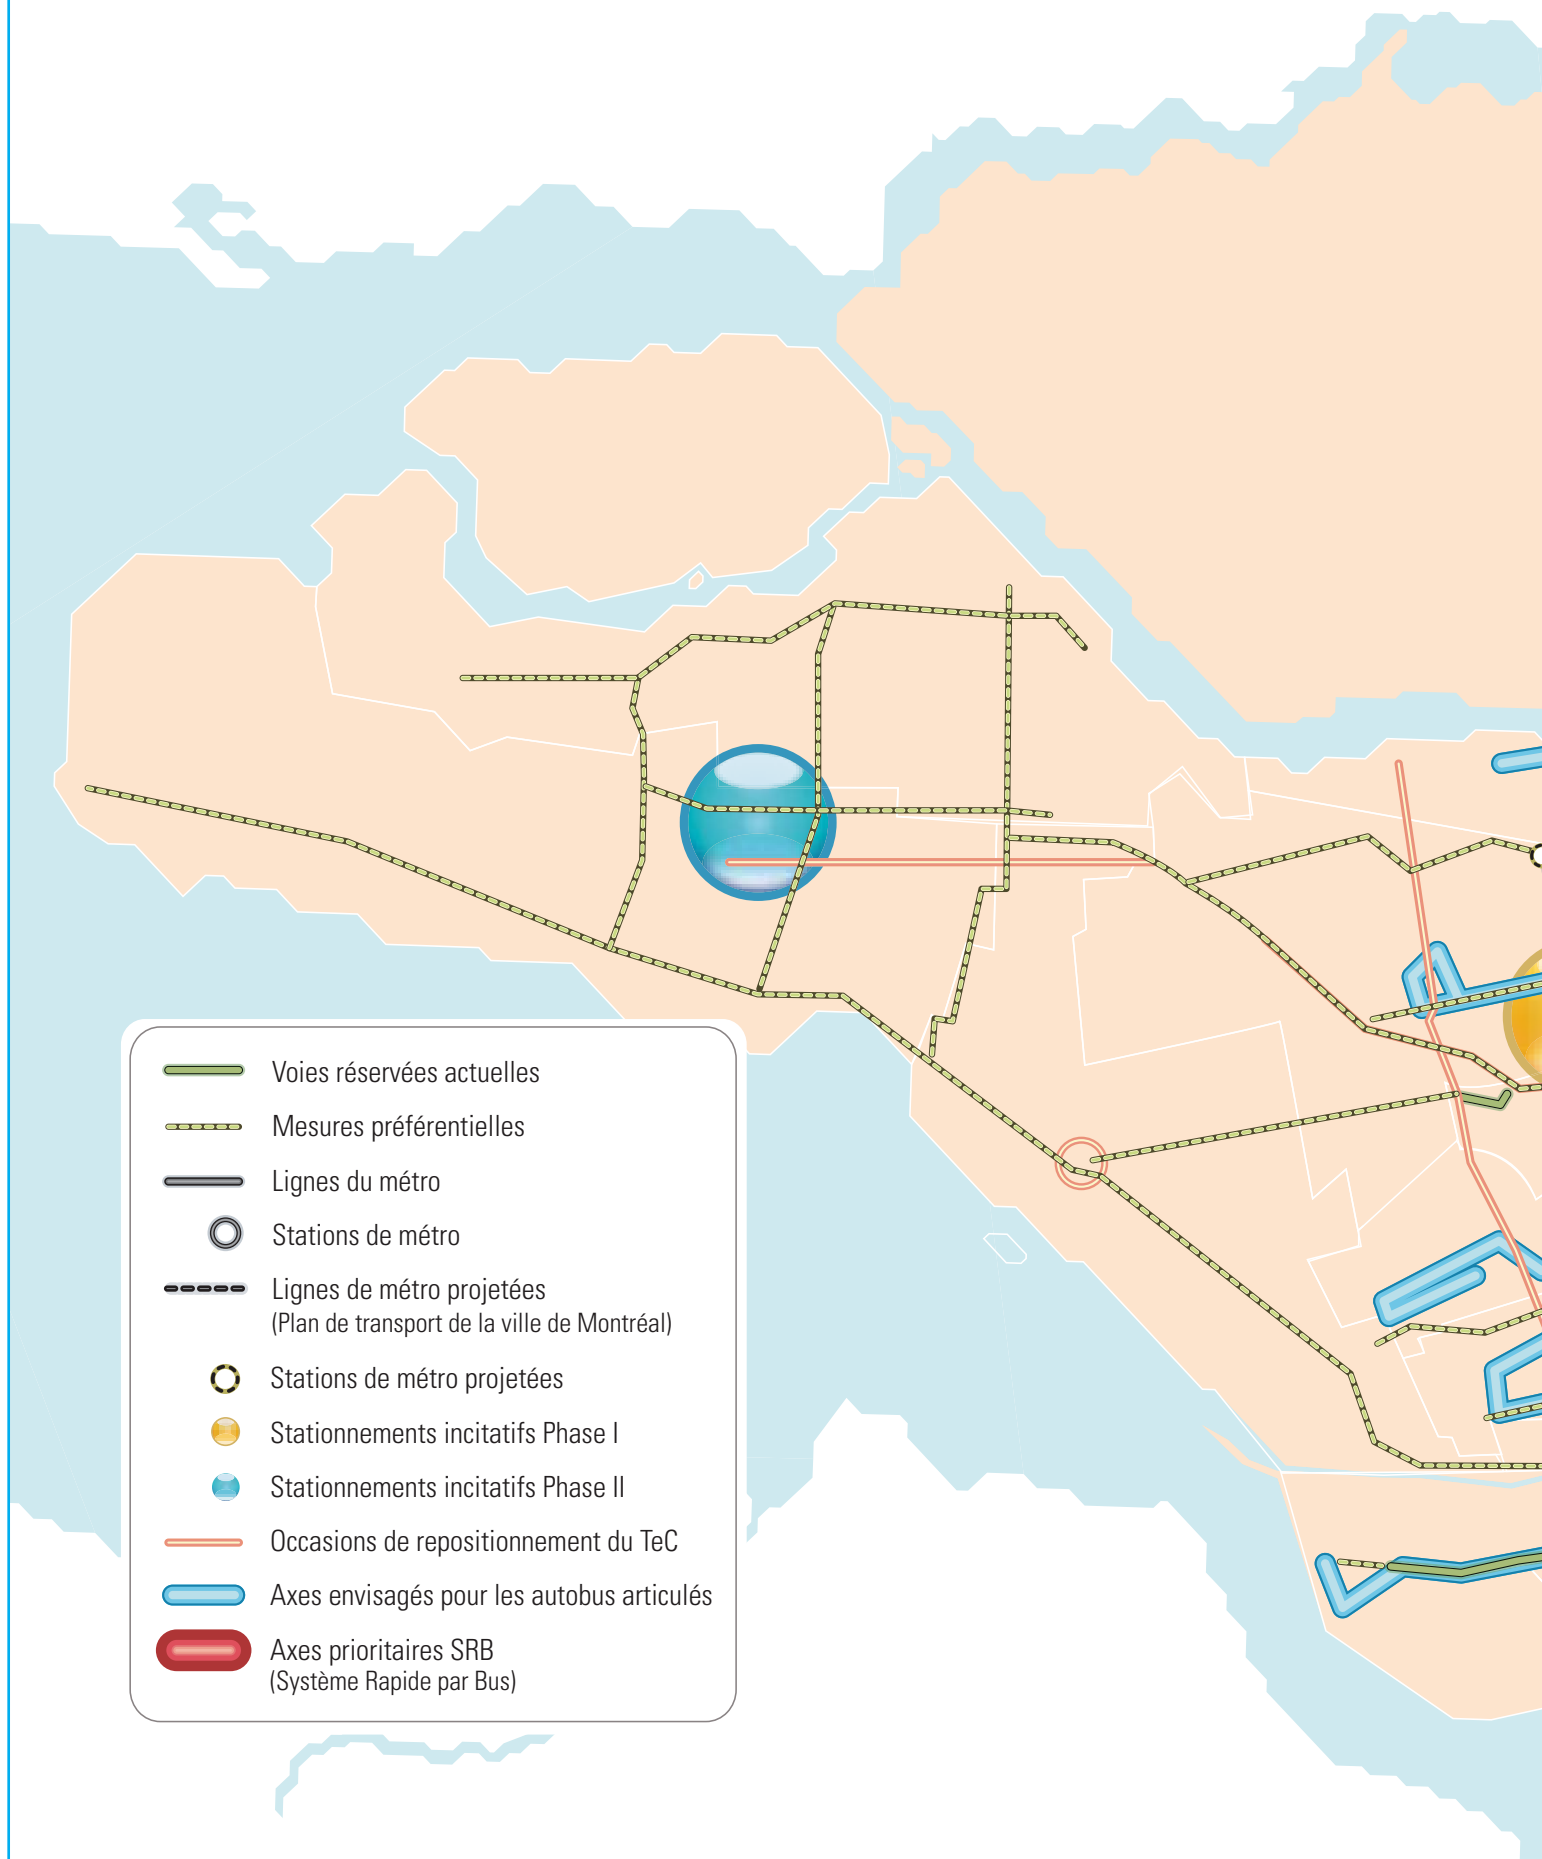 Voies réservées actuelles
Mesures préférentielles
Lignes du métro
Stations de métro
Lignes de métro projetées
(Plan de transport de la ville de Montréal)
Stations de métro projetées
Stationnements incitatifs Phase I
Stationnements incitatifs Phase II
Occasions de repositionnement du TeC
Axes envisagés pour les autobus articulés
Axes prioritaires SRB
(Système Rapide par Bus)